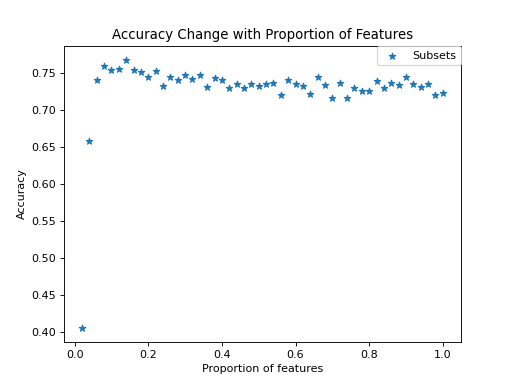 Accuracy Change with Proportion of Features
Subsets
0.75
0.70
0.65
0.60
0.55
0.50
0.45
0.40
Accuracy
0.0 0.2 0.4 0.6 0.8 1.0
Proportion of features